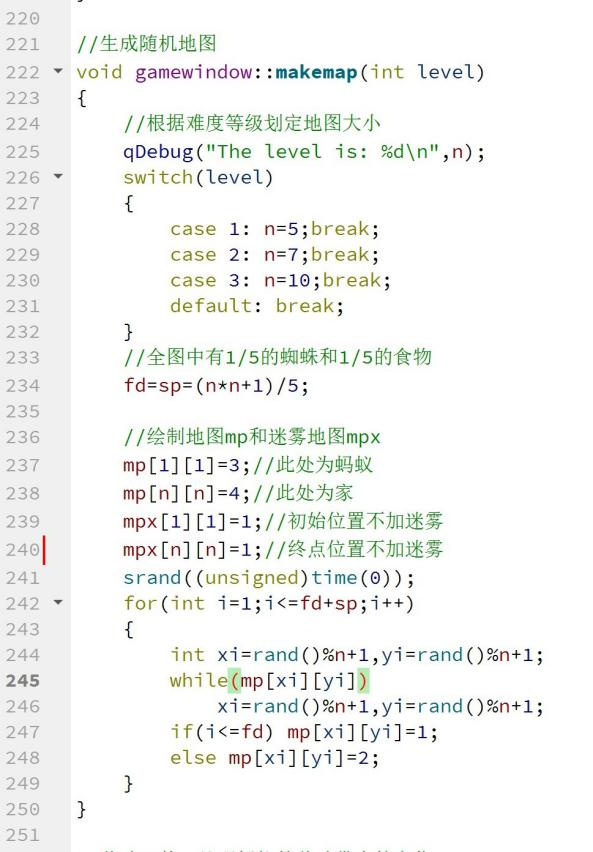 220
221 //生成随机地图
222 void gamewindow::makemap(int level)
223 {
224 //根据难度等级划定地图大小
225 qDebug("The level is: %d\n",n);
226 switch(level)
227 {
228 case 1: n=5;break;
229 case 2: n=7;break;
230 case 3: n=10;break;
231 default: break;
232 }
233 //全图中有1/5的蜘蛛和1/5的食物
234 fd=sp=(n*n+1)/5;
235
236 //绘制地图mp和迷雾地图mpx
237 mp[1][1]=3;//此处为蚂蚁
238 mp[n][n]=4;//此处为家
239 mpx[1][1]=1;//初始位置不加迷雾
240 mpx[n][n]=1;//终点位置不加迷雾
241 srand((unsigned)time(0));
242 for(int i=1;i<=fd+sp;i++)
243 {
244 int xi=rand()%n+1,yi=rand()%n+1;
245 while(mp[xi][yi])
246 xi=rand()%n+1,yi=rand()%n+1;
247 if(i<=fd) mp[xi][yi]=1;
248 else mp[xi][yi]=2;
249 }
250 }
251